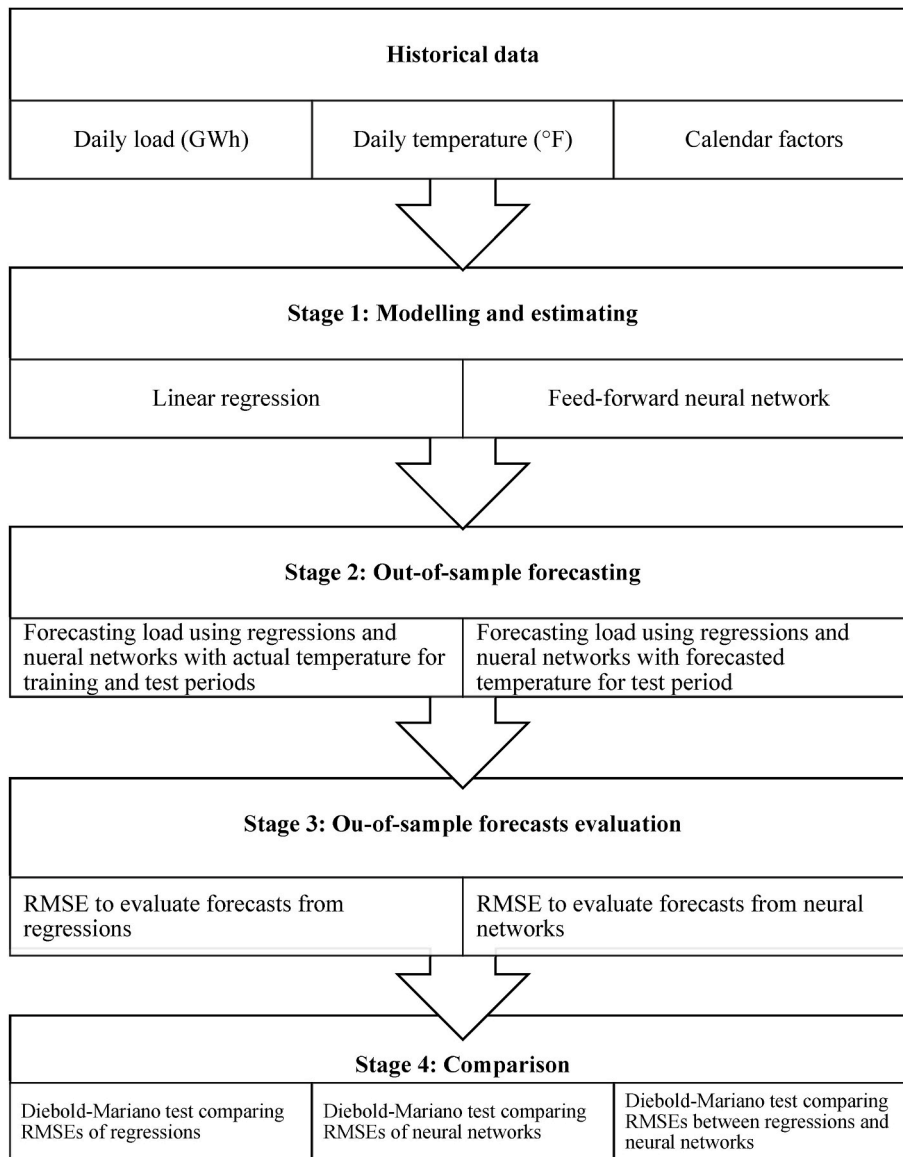 Historical data
Daily load (GWh)
Daily temperature (°F)
Calendar factors
Stage 1: Modelling and estimating
Linear regression
Feed-forward neural network
Stage 2: Out-of-sample forecasting
Forecasting load using regressions and
nueral networks with actual temperature for
training and test periods
Forecasting load using regressions and
nueral networks with forecasted
temperature for test period
Stage 3: Ou-of-sample forecasts evaluation
RMSE to evaluate forecasts from
regressions
RMSE to evaluate forecasts from neural
networks
Stage 4: Comparison
Diebold-Mariano test comparing
RMSEs of regressions
Diebold-Mariano test comparing
RMSEs of neural networks
Diebold-Mariano test comparing
RMSEs between regressions and
neural networks